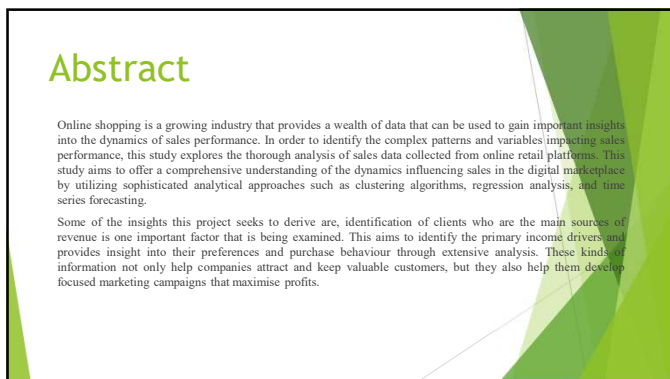 Abstract
Online shopping is a growing industry that provides a wealth of data that can be used to gain important insights
into the dynamics of sales performance. In order to identify the complex patterns and variables impacting sales
performance, this study explores the thorough analysis of sales data collected from online retail platforms. This
study aims to offer a comprehensive understanding of the dynamics influencing sales in the digital marketplace
by utilizing sophisticated analytical approaches such as clustering algorithms, regression analysis, and time
series forecasting.
Some of the insights this project seeks to derive are, identification of clients who are the main sources of
revenue is one important factor that is being examined. This aims to identify the primary income drivers and
provides insight into their preferences and purchase behaviour through extensive analysis. These kinds of
information not only help companies attract and keep valuable customers, but they also help them develop
focused marketing campaigns that maximise profits.